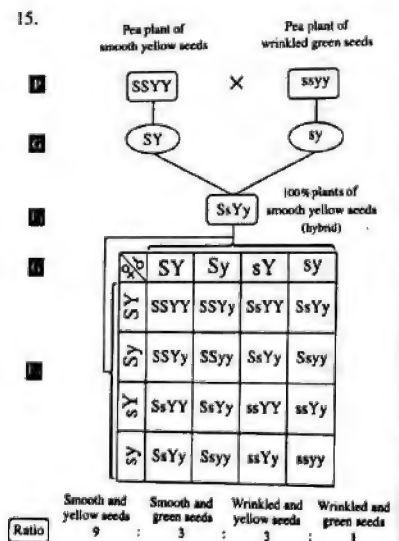 15.
Pea plant of
smooth yellow seeds
Pea plant of
wrinkled green seeds
P
SSYY × ssyy
G
SY sy
SsYy
100% plants of
smooth yellow seeds
(hybrid)
G
♀ ♂ SY Sy sY sy
SY SSYY SSYy SsYY SsYy
Sy SSYy SSyy SsYy Ssyy
sY SsYY SsYy ssYY ssYy
sy SsYy Ssyy ssYy ssyy
Smooth and
yellow seeds
Smooth and
green seeds
Wrinkled and
yellow seeds
Wrinkled and
green seeds
Ratio 9 : 3 : 3 : 1